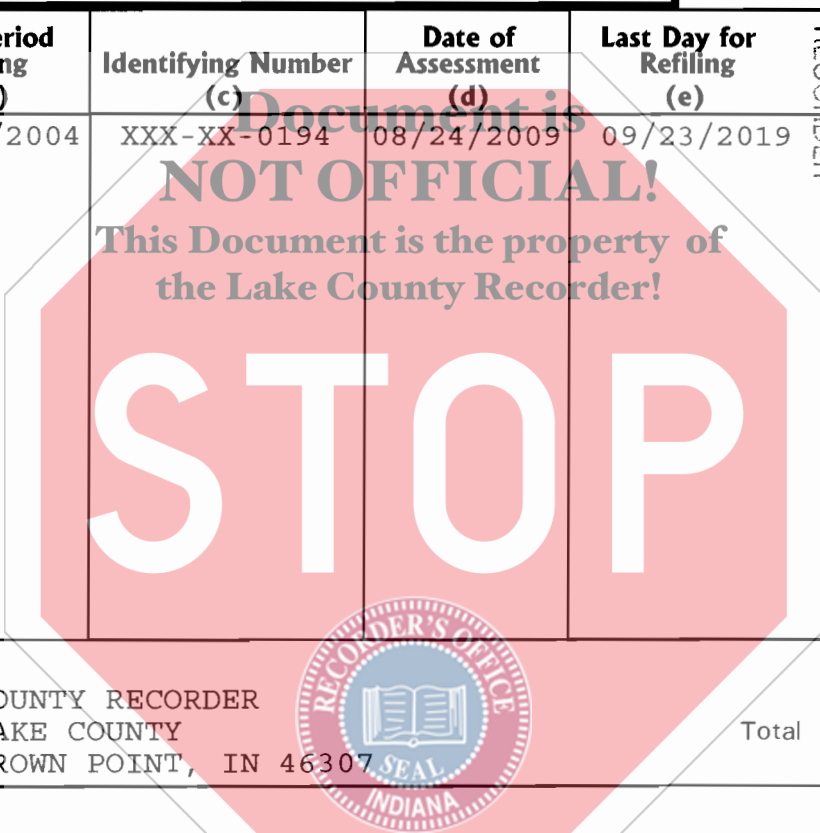 eriod
ng Identifying Number
(c)
Date of
Assessment
(d)
Last Day for
Refiling
(e)
Document is
/2004 XXX-XX-0194 08/24/2009 09/23/2019
NOT OFFICIAL!
This Document is the property of
the Lake County Recorder!
STOP
RECORDER'S OFFICE
SEAL
INDIANA
OUNTY RECORDER
AKE COUNTY
ROWN POINT, IN 46307
Total